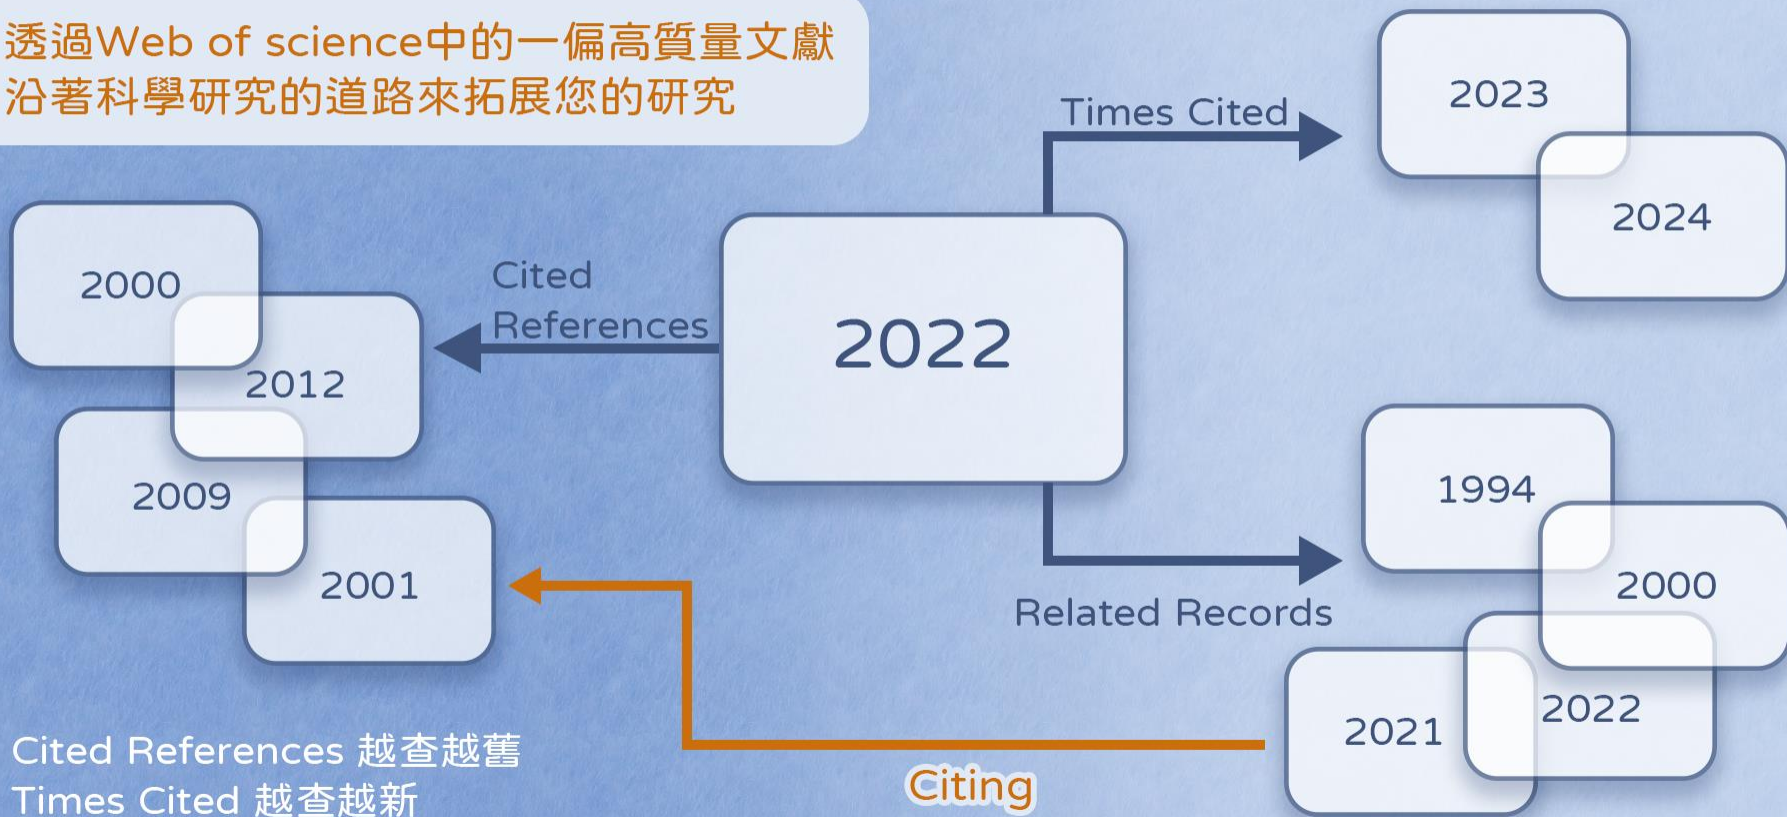 透過Web of science中的一偏高質量文獻
沿著科學研究的道路來拓展您的研究
Times Cited
2023
2024
2000
Cited
References
2012
2022
2009
2001
1994
2000
Related Records
2022
2021
Citing
Cited References 越查越舊
Times Cited 越查越新